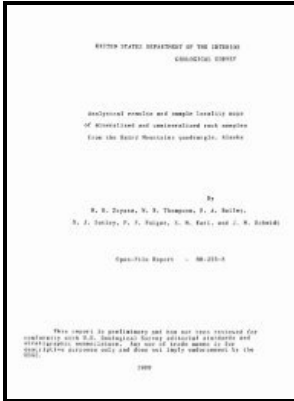 UNITED STATES DEPARTMENT OF THE INTERIOR
GEOLOGICAL SURVEY
Analytical results and sample locality maps
of mineralized and unmineralized rock samples
from the Baird Mountains quadrangle, Alaska
By
Bailey,
S. M. Karl, and J. M. Schmidt
Open-File Report
This report is preliminary and has not been reviewed for
conformity with U.S. Geological Survey editorial standards and
stratigraphic nomenclature. Any use of trade names is for
descriptive purposes only and does not imply endorsement by the
USGS.